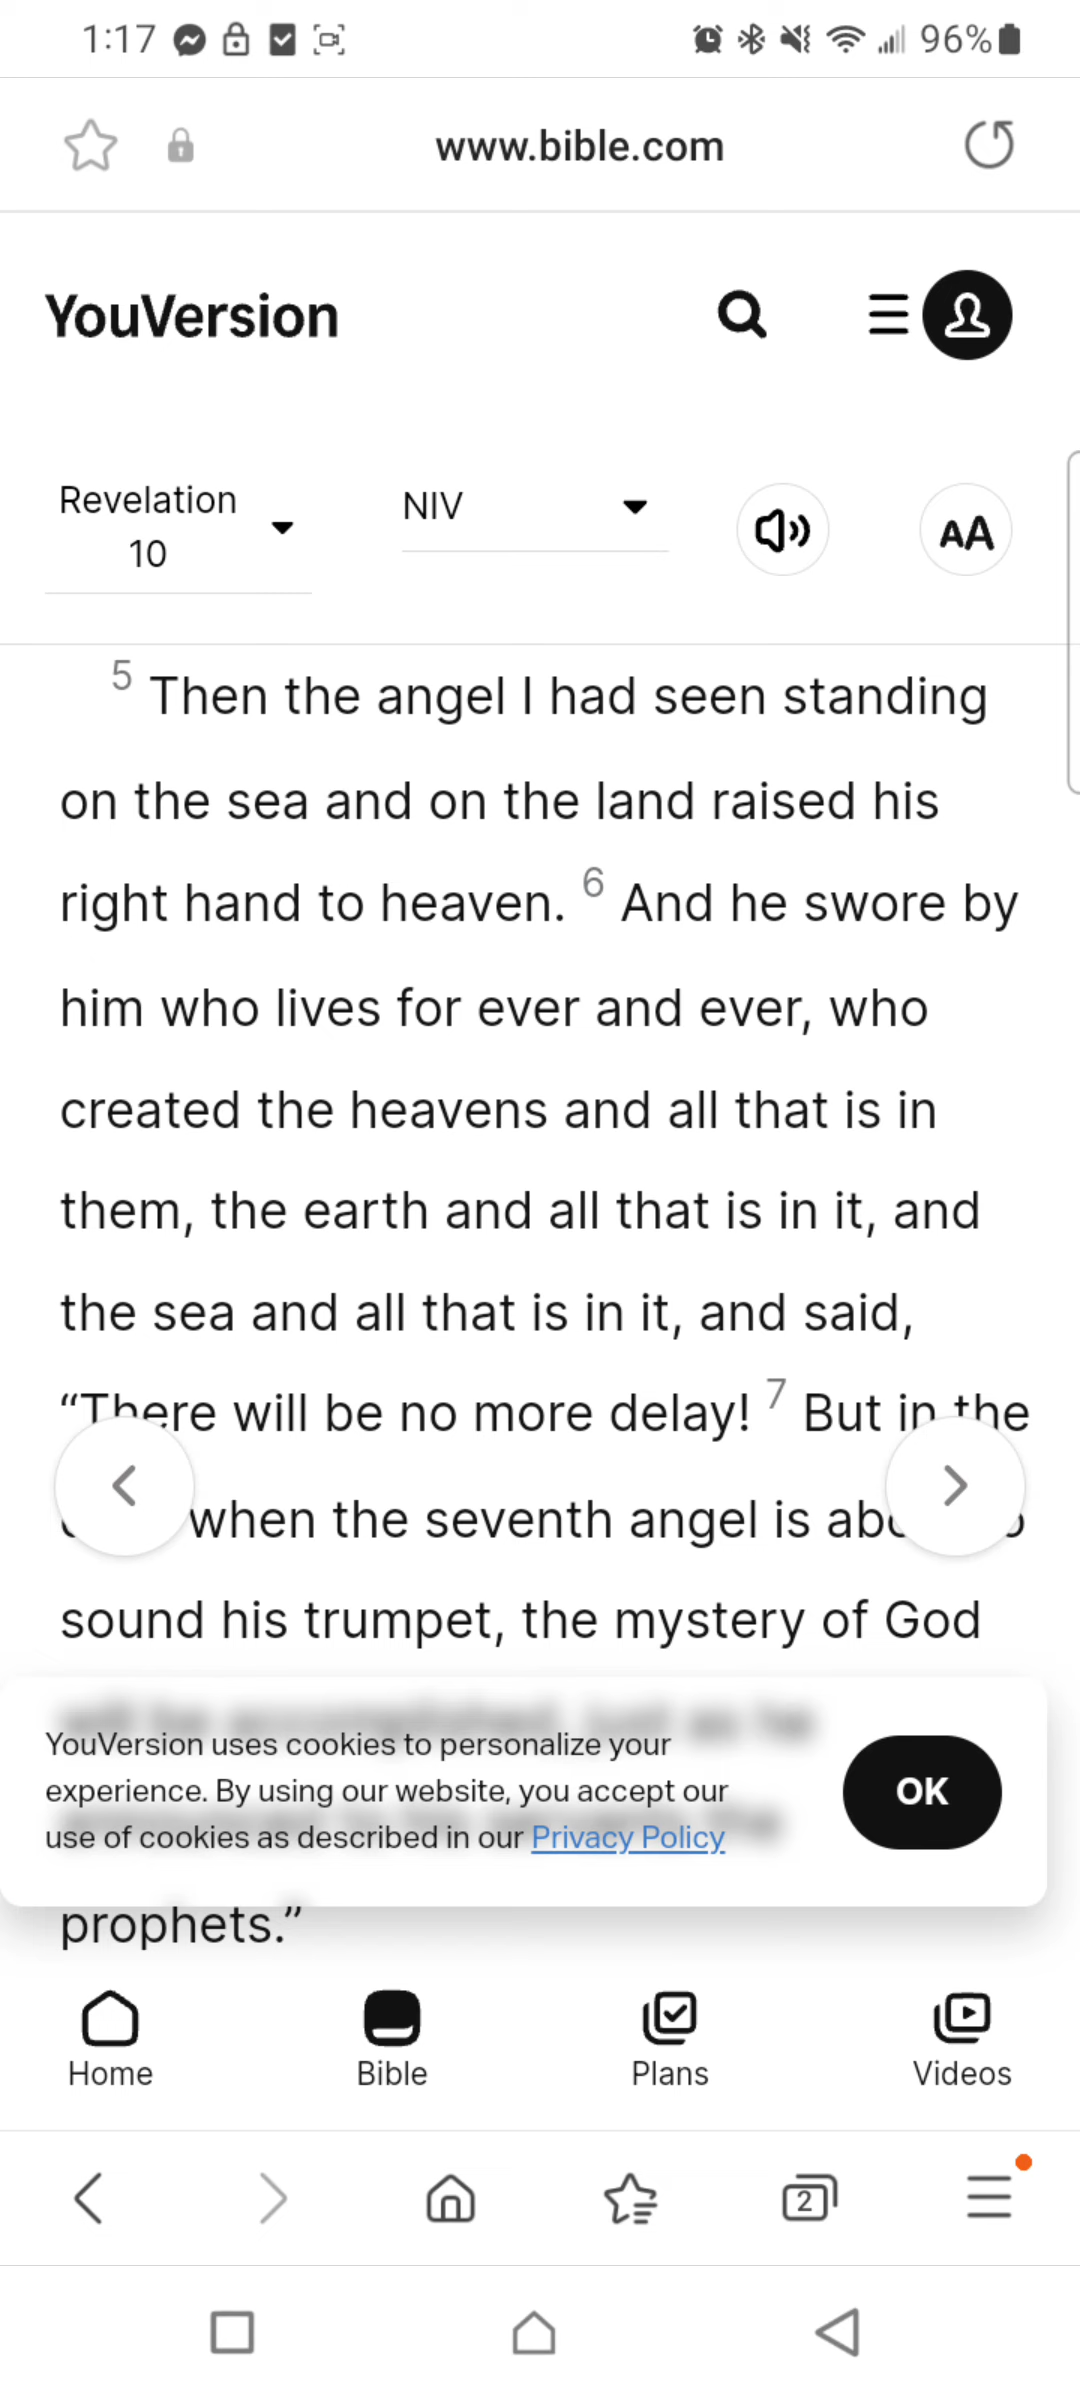 1:17
96%
www.bible.com
YouVersion
Revelation
10
NIV
AA
5 Then the angel I had seen standing
on the sea and on the land raised his
right hand to heaven. 6 And he swore by
him who lives for ever and ever, who
created the heavens and all that is in
them, the earth and all that is in it, and
the sea and all that is in it, and said,
“There will be no more delay! 7 But in the
when the seventh angel is
sound his trumpet, the mystery of God
will be accomplished, just as he
YouVersion uses cookies to personalize your
experience. By using our website, you accept our
use of cookies as described in our Privacy Policy
OK
prophets.”
Home
Bible
Plans
Videos
2